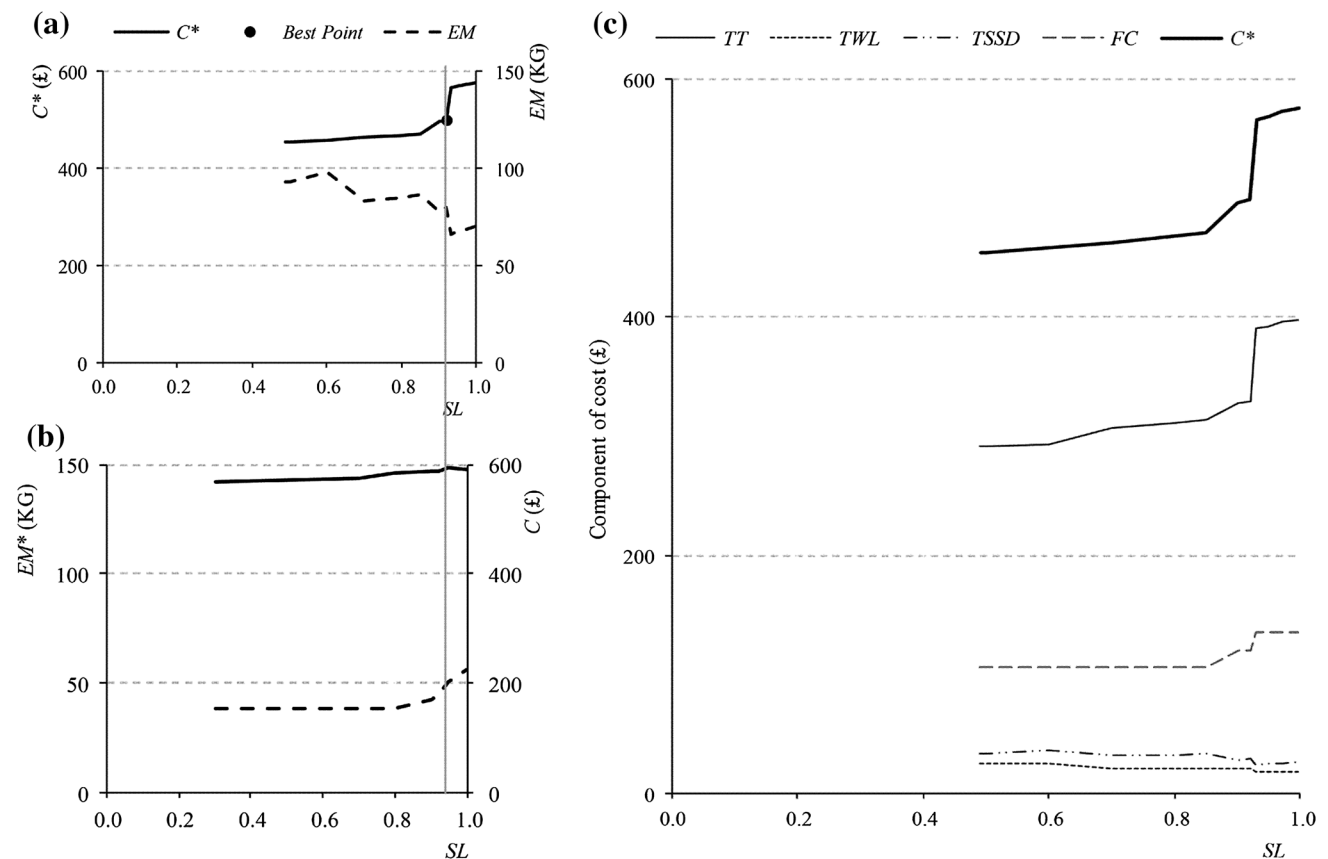 (a)
C* Best Point EM
C* (£)
EM (KG)
600
400
200
0
150
100
50
0
0.0 0.2 0.4 0.6 0.8 1.0
SL
(b)
EM* (KG)
C (£)
150
100
50
0
600
400
200
0
0.0 0.2 0.4 0.6 0.8 1.0
SL
(c)
TT TWL TSSD FC C*
Component of cost (£)
600
400
200
0
0.0 0.2 0.4 0.6 0.8 1.0
SL